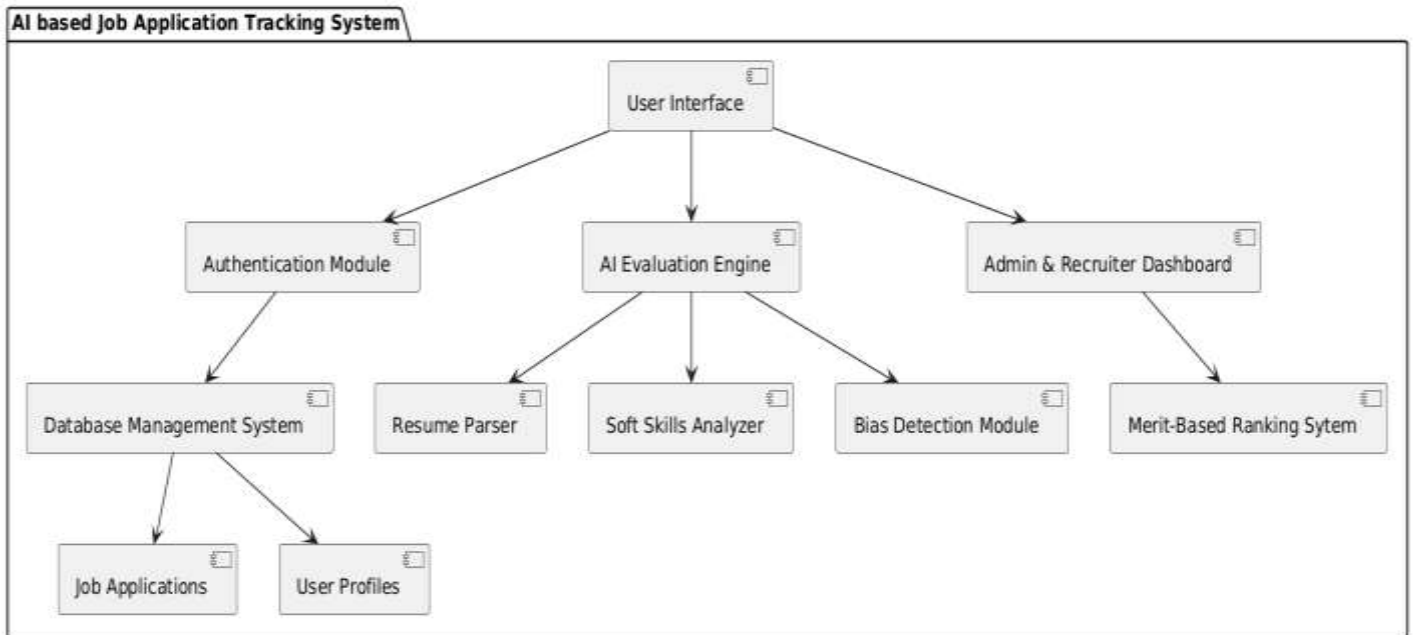 AI based Job Application Tracking System
User Interface
Authentication Module
AI Evaluation Engine
Admin & Recruiter Dashboard
Database Management System
Resume Parser
Soft Skills Analyzer
Bias Detection Module
Merit-Based Ranking Sytem
Job Applications
User Profiles